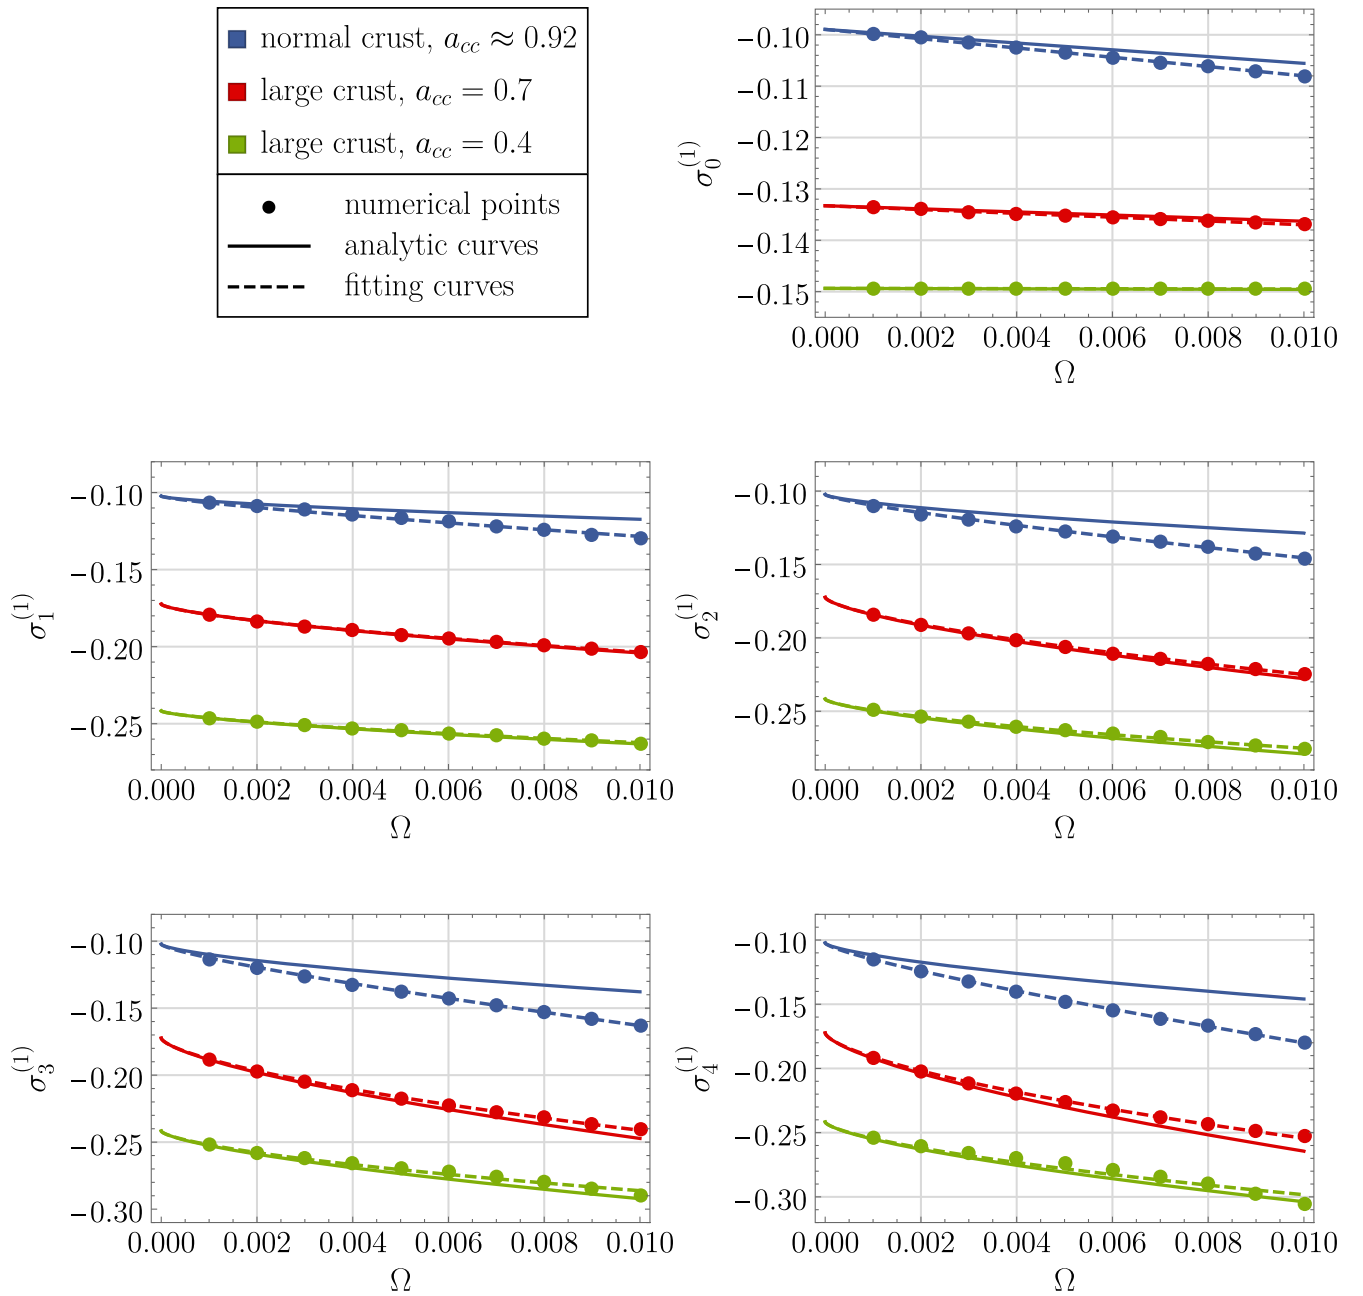 normal crust, a_cc ≈ 0.92
large crust, a_cc = 0.7
large crust, a_cc = 0.4
numerical points
analytic curves
fitting curves
σ_0^(1)
−0.10
−0.11
−0.13
−0.14
−0.15
0.000 0.002 0.004 0.006 0.008 0.010
Ω
σ_1^(1)
−0.10
−0.15
−0.20
−0.25
0.000 0.002 0.004 0.006 0.008 0.010
Ω
σ_2^(1)
−0.10
−0.15
−0.20
−0.25
0.000 0.002 0.004 0.006 0.008 0.010
Ω
σ_3^(1)
−0.10
−0.15
−0.20
−0.25
−0.30
0.000 0.002 0.004 0.006 0.008 0.010
Ω
σ_4^(1)
−0.10
−0.15
−0.20
−0.25
−0.30
0.000 0.002 0.004 0.006 0.008 0.010
Ω